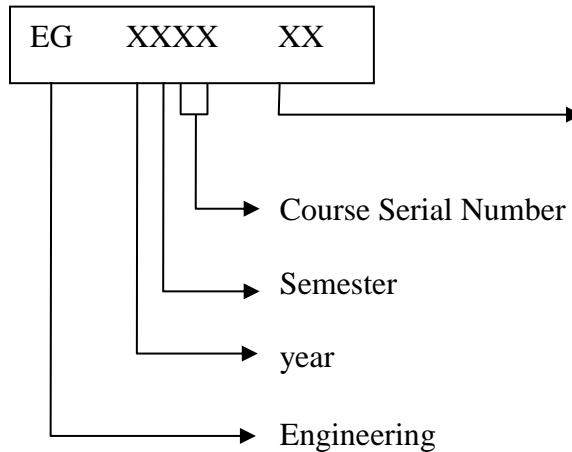 EG XXXX XX
Course Serial Number
Semester
year
Engineering